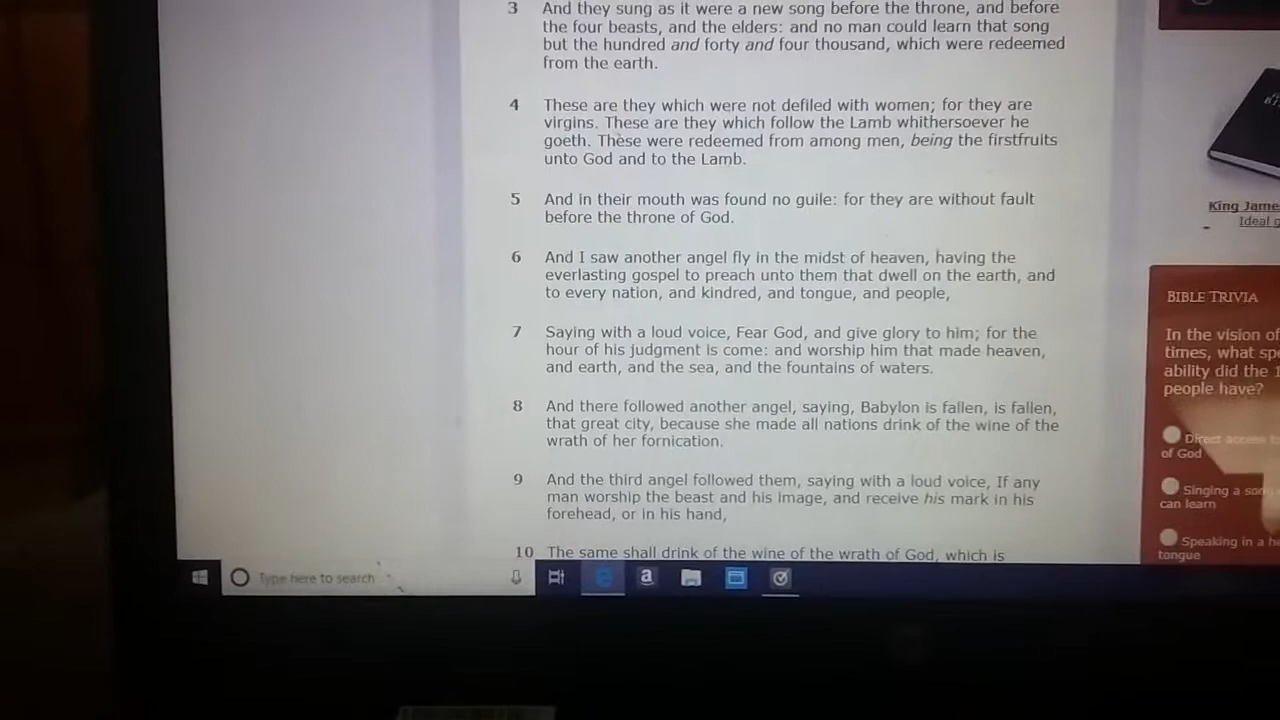 3 And they sung as it were a new song before the throne, and before
the four beasts, and the elders: and no man could learn that song
but the hundred and forty and four thousand, which were redeemed
from the earth.
4 These are they which were not defiled with women; for they are
virgins. These are they which follow the Lamb whithersoever he
goeth. These were redeemed from among men, being the firstfruits
unto God and to the Lamb.
5 And in their mouth was found no guile: for they are without fault
before the throne of God.
6 And I saw another angel fly in the midst of heaven, having the
everlasting gospel to preach unto them that dwell on the earth, and
to every nation, and kindred, and tongue, and people,
7 Saying with a loud voice, Fear God, and give glory to him; for the
hour of his judgment is come: and worship him that made heaven,
and earth, and the sea, and the fountains of waters.
8 And there followed another angel, saying, Babylon is fallen, is fallen,
that great city, because she made all nations drink of the wine of the
wrath of her fornication.
9 And the third angel followed them, saying with a loud voice, If any
man worship the beast and his image, and receive his mark in his
forehead, or in his hand,
10 The same shall drink of the wine of the wrath of God, which is
King Jame
Ideal
BIBLE TRIVIA
In the vision of
times, what
ability did the
people have?
Direct access
of God
Singing a
can learn
Speaking in a
tongue
Type here to search